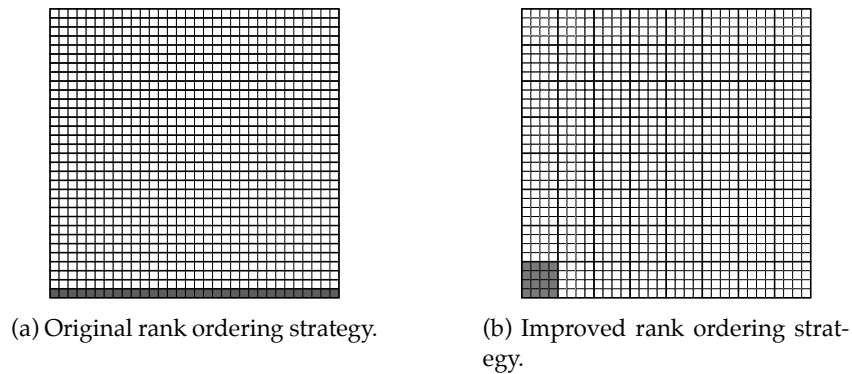 (a) Original rank ordering strategy.
(b) Improved rank ordering strat-
egy.